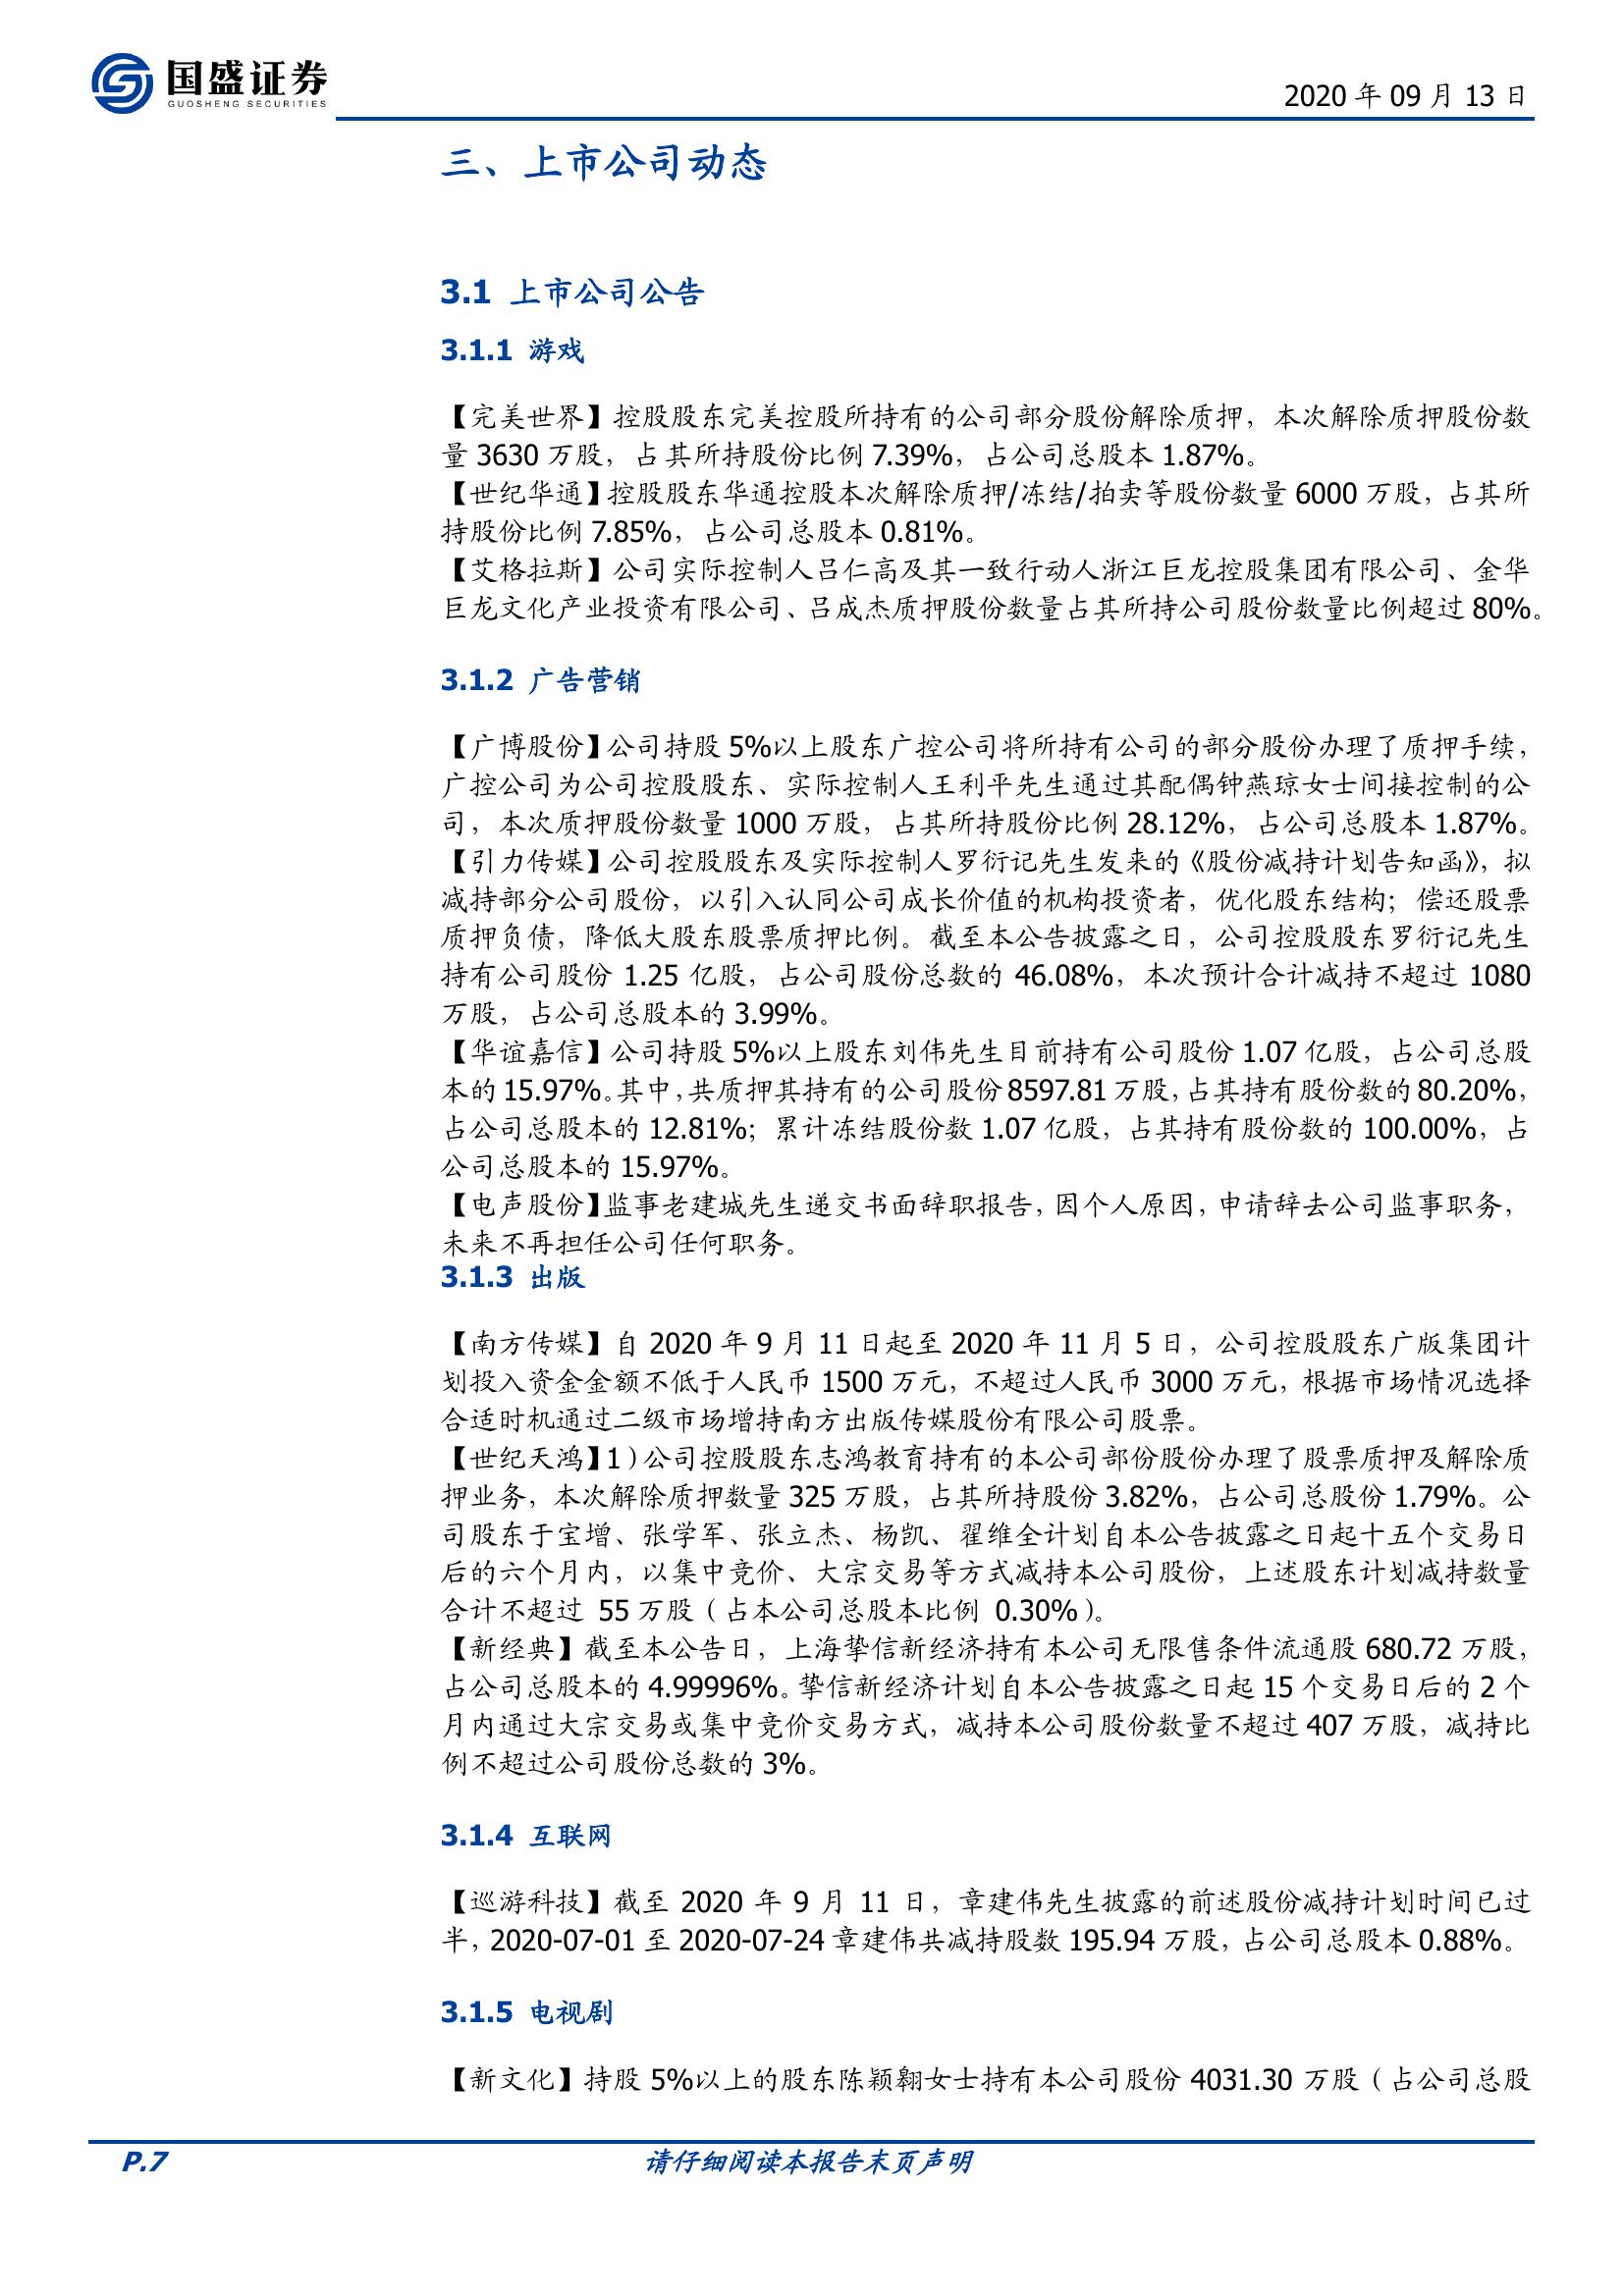 国盛证券
GUOSHENG SECURITIES
2020 年 09 月 13 日
三、上市公司动态
3.1 上市公司公告
3.1.1 游戏
【完美世界】控股股东完美控股所持有的公司部分股份解除质押，本次解除质押股份数
量 3630 万股，占其所持股份比例 7.39%，占公司总股本 1.87%。
【世纪华通】控股股东华通控股本次解除质押/冻结/拍卖等股份数量 6000 万股，占其所
持股份比例 7.85%，占公司总股本 0.81%。
【艾格拉斯】公司实际控制人吕仁高及其一致行动人浙江巨龙控股集团有限公司、金华
巨龙文化产业投资有限公司、吕成杰质押股份数量占其所持公司股份数量比例超过 80%。
3.1.2 广告营销
【广博股份】公司持股 5%以上股东广控公司将所持有公司的部分股份办理了质押手续，
广控公司为公司控股股东、实际控制人王利平先生通过其配偶钟燕琼女士间接控制的公
司，本次质押股份数量 1000 万股，占其所持股份比例 28.12%，占公司总股本 1.87%。
【引力传媒】公司控股股东及实际控制人罗衍记先生发来的《股份减持计划告知函》，拟
减持部分公司股份，以引入认同公司成长价值的机构投资者，优化股东结构；偿还股票
质押负债，降低大股东股票质押比例。截至本公告披露之日，公司控股股东罗衍记先生
持有公司股份 1.25 亿股，占公司股份总数的 46.08%，本次预计合计减持不超过 1080
万股，占公司总股本的 3.99%。
【华谊嘉信】公司持股 5%以上股东刘伟先生目前持有公司股份 1.07 亿股，占公司总股
本的 15.97%。其中，共质押其持有的公司股份 8597.81 万股，占其持有股份数的 80.20%，
占公司总股本的 12.81%；累计冻结股份数 1.07 亿股，占其持有股份数的 100.00%，占
公司总股本的 15.97%。
【电声股份】监事老建城先生递交书面辞职报告，因个人原因，申请辞去公司监事职务，
未来不再担任公司任何职务。
3.1.3 出版
【南方传媒】自 2020 年 9 月 11 日起至 2020 年 11 月 5 日，公司控股股东广版集团计
划投入资金金额不低于人民币 1500 万元，不超过人民币 3000 万元，根据市场情况选择
合适时机通过二级市场增持南方出版传媒股份有限公司股票。
【世纪天鸿】1）公司控股股东志鸿教育持有的本公司部份股份办理了股票质押及解除质
押业务，本次解除质押数量 325 万股，占其所持股份 3.82%，占公司总股份 1.79%。公
司股东于宝增、张学军、张立杰、杨凯、翟维全计划自本公告披露之日起十五个交易日
后的六个月内，以集中竞价、大宗交易等方式减持本公司股份，上述股东计划减持数量
合计不超过 55 万股（占本公司总股本比例 0.30%）。
【新经典】截至本公告日，上海挚信新经济持有本公司无限售条件流通股 680.72 万股，
占公司总股本的 4.99996%。挚信新经济计划自本公告披露之日起 15 个交易日后的 2 个
月内通过大宗交易或集中竞价交易方式，减持本公司股份数量不超过 407 万股，减持比
例不超过公司股份总数的 3%。
3.1.4 互联网
【巡游科技】截至 2020 年 9 月 11 日，章建伟先生披露的前述股份减持计划时间已过
半，2020-07-01 至 2020-07-24 章建伟共减持股数 195.94 万股，占公司总股本 0.88%。
3.1.5 电视剧
【新文化】持股 5%以上的股东陈颖翱女士持有本公司股份 4031.30 万股（占公司总股
P.7
请仔细阅读本报告末页声明